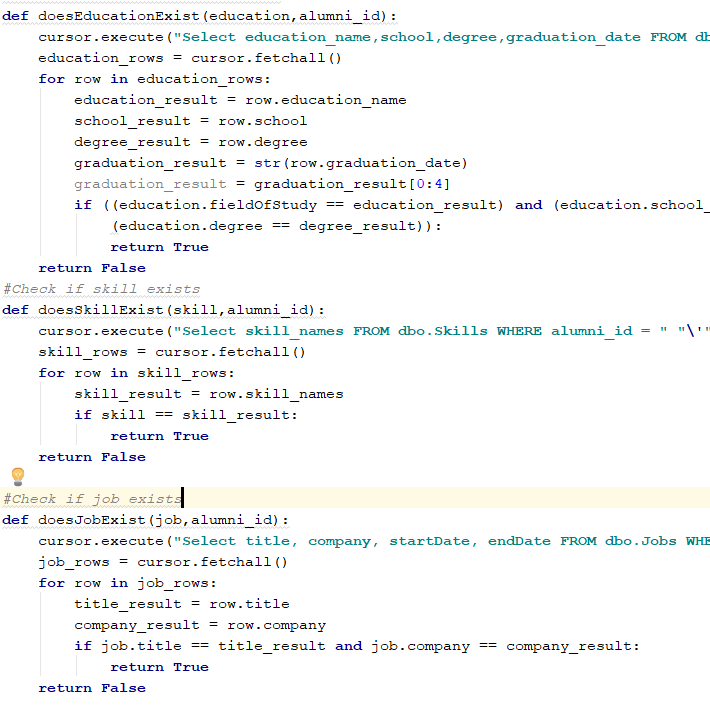 def doesEducationExist(education,alumni_id):
    cursor.execute("Select education_name,school,degree,graduation_date FROM
    education_rows = cursor.fetchall()
    for row in education_rows:
        education_result = row.education_name
        school_result = row.school
        degree_result = row.degree
        graduation_result = str(row.graduation_date)
        graduation_result = graduation_result[0:4]
        if ((education.fieldOfStudy == education_result) and (education.school_
            (education.degree == degree_result)):
            return True
    return False
#Check if skill exists
def doesSkillExist(skill,alumni_id):
    cursor.execute("Select skill_names FROM dbo.Skills WHERE alumni_id = " "\'"
    skill_rows = cursor.fetchall()
    for row in skill_rows:
        skill_result = row.skill_names
        if skill == skill_result:
            return True
    return False
#Check if job exists
def doesJobExist(job,alumni_id):
    cursor.execute("Select title, company, startDate, endDate FROM dbo.Jobs
    job_rows = cursor.fetchall()
    for row in job_rows:
        title_result = row.title
        company_result = row.company
        if job.title == title_result and job.company == company_result:
            return True
    return False